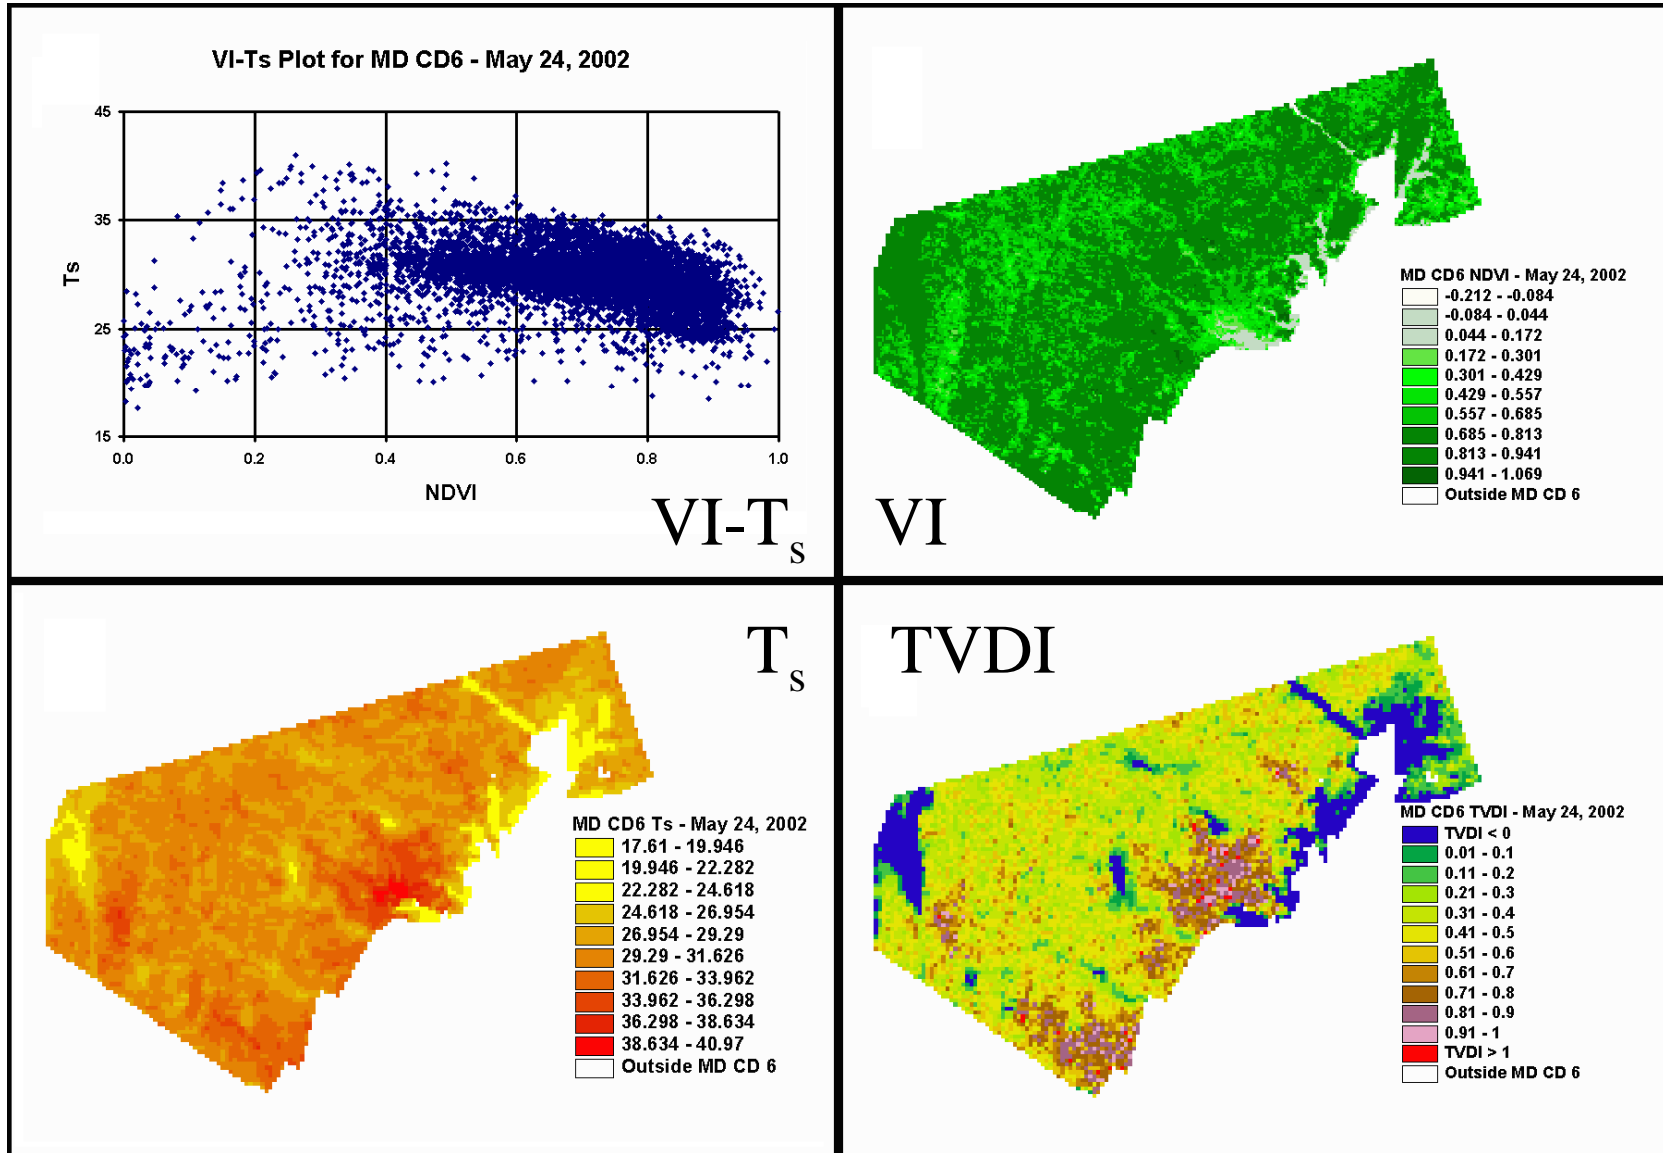 VI-Ts Plot for MD CD6 - May 24, 2002
45
35
25
15
Ts
0.0 0.2 0.4 0.6 0.8 1.0
NDVI
VI-Ts
VI
MD CD6 NDVI - May 24, 2002
-0.212 - -0.084
-0.084 - 0.044
0.044 - 0.172
0.172 - 0.301
0.301 - 0.429
0.429 - 0.557
0.557 - 0.685
0.685 - 0.813
0.813 - 0.941
0.941 - 1.069
Outside MD CD 6
Ts
MD CD6 Ts - May 24, 2002
17.61 - 19.946
19.946 - 22.282
22.282 - 24.618
24.618 - 26.954
26.954 - 29.29
29.29 - 31.626
31.626 - 33.962
33.962 - 36.298
36.298 - 38.634
38.634 - 40.97
Outside MD CD 6
TVDI
MD CD6 TVDI - May 24, 2002
TVDI < 0
0.01 - 0.1
0.11 - 0.2
0.21 - 0.3
0.31 - 0.4
0.41 - 0.5
0.51 - 0.6
0.61 - 0.7
0.71 - 0.8
0.81 - 0.9
0.91 - 1
TVDI > 1
Outside MD CD 6